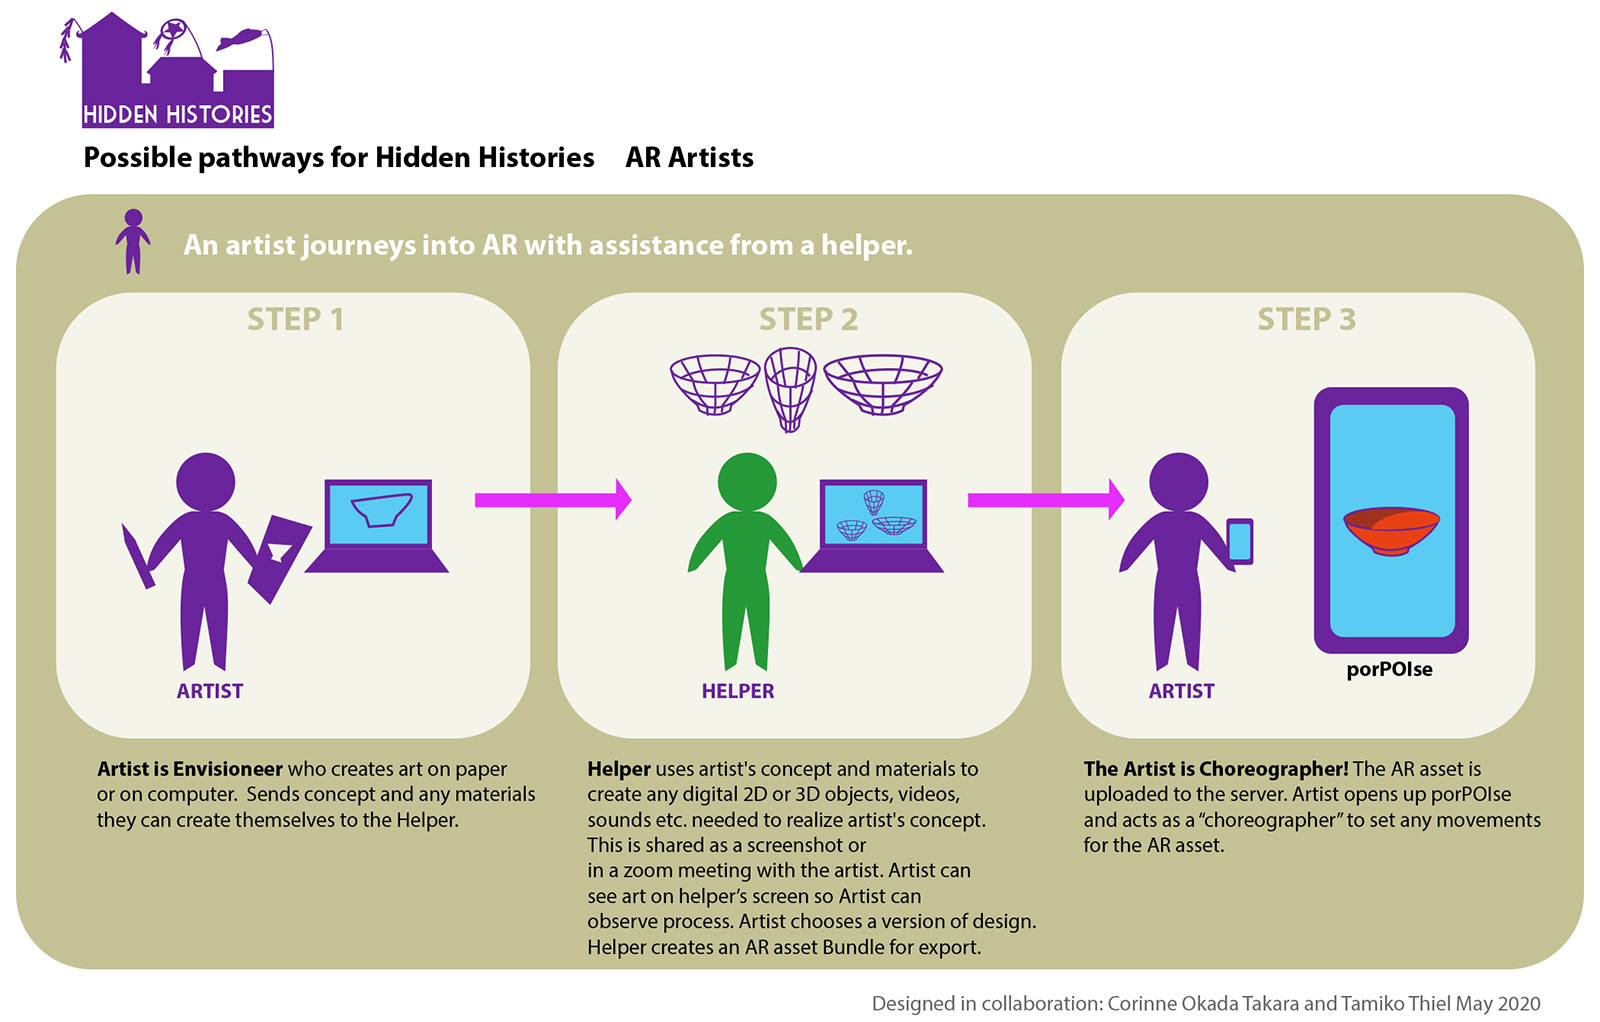 HIDDEN HISTORIES
Possible pathways for Hidden Histories AR Artists
An artist journeys into AR with assistance from a helper.
STEP 1
STEP 2
STEP 3
ARTIST
HELPER
ARTIST
porPOIse
Artist is Envisioneer who creates art on paper
or on computer. Sends concept and any materials
they can create themselves to the Helper.
Helper uses artist's concept and materials to
create any digital 2D or 3D objects, videos,
sounds etc. needed to realize artist's concept.
This is shared as a screenshot or
in a zoom meeting with the artist. Artist can
see art on helper’s screen so Artist can
observe process. Artist chooses a version of design.
Helper creates an AR asset Bundle for export.
The Artist is Choreographer! The AR asset is
uploaded to the server. Artist opens up porPOIse
and acts as a “choreographer” to set any movements
for the AR asset.
Designed in collaboration: Corinne Okada Takara and Tamiko Thiel May 2020